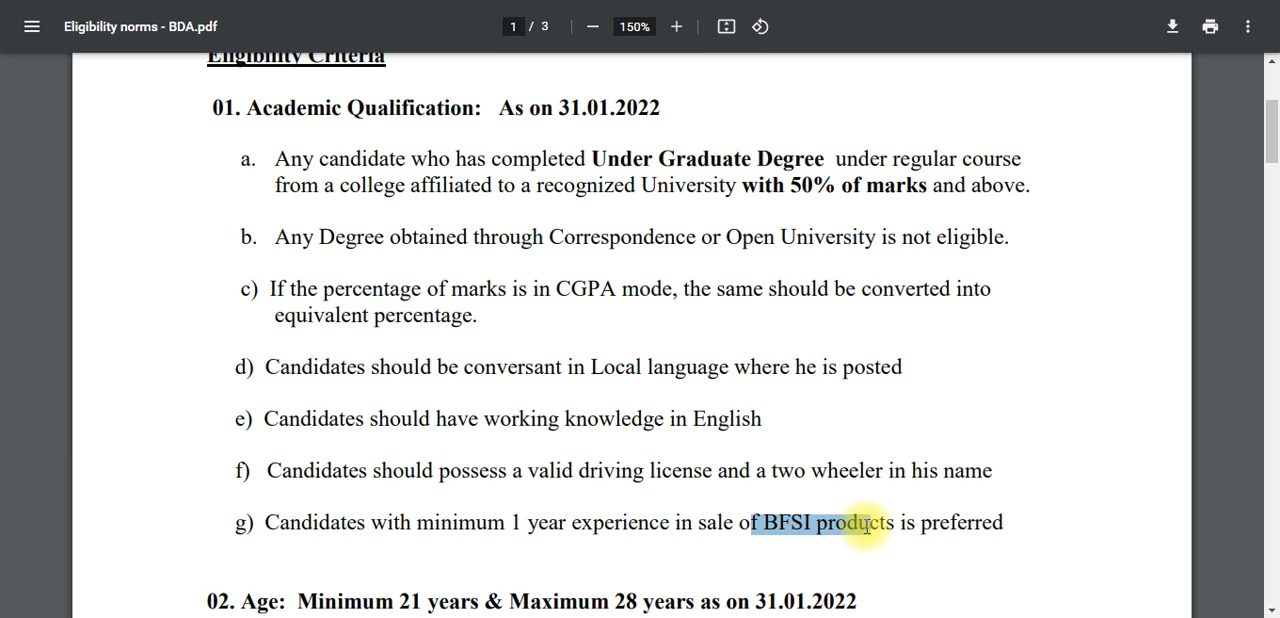 Eligibility norms - BDA.pdf
1 / 3
150%
Eligibility Criteria
01. Academic Qualification: As on 31.01.2022
a. Any candidate who has completed Under Graduate Degree under regular course
from a college affiliated to a recognized University with 50% of marks and above.
b. Any Degree obtained through Correspondence or Open University is not eligible.
c) If the percentage of marks is in CGPA mode, the same should be converted into
equivalent percentage.
d) Candidates should be conversant in Local language where he is posted
e) Candidates should have working knowledge in English
f) Candidates should possess a valid driving license and a two wheeler in his name
g) Candidates with minimum 1 year experience in sale of BFSI products is preferred
02. Age: Minimum 21 years & Maximum 28 years as on 31.01.2022